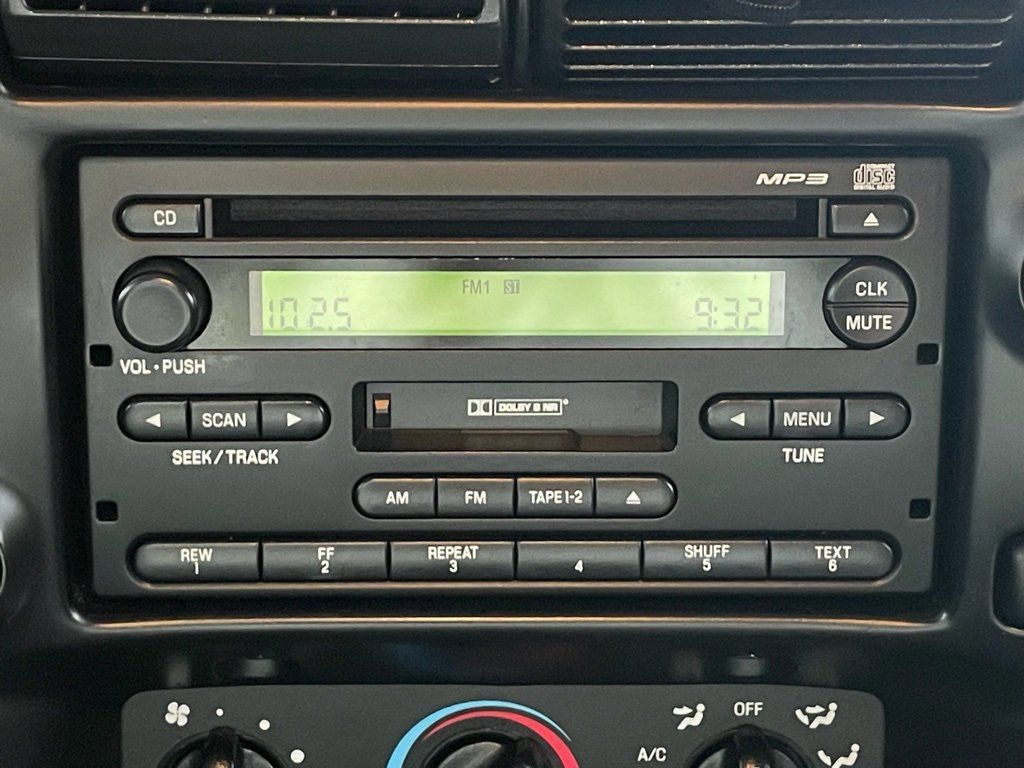 MP3 COMPACT disc DIGITAL AUDIO
CD
FM1 ST
102.5 9:32
CLK
MUTE
VOL•PUSH
SCAN
SEEK/TRACK
DOLBY B NR
MENU
TUNE
AM FM TAPE 1-2
REW FF REPEAT SHUFF TEXT
1 2 3 4 5 6
OFF
A/C